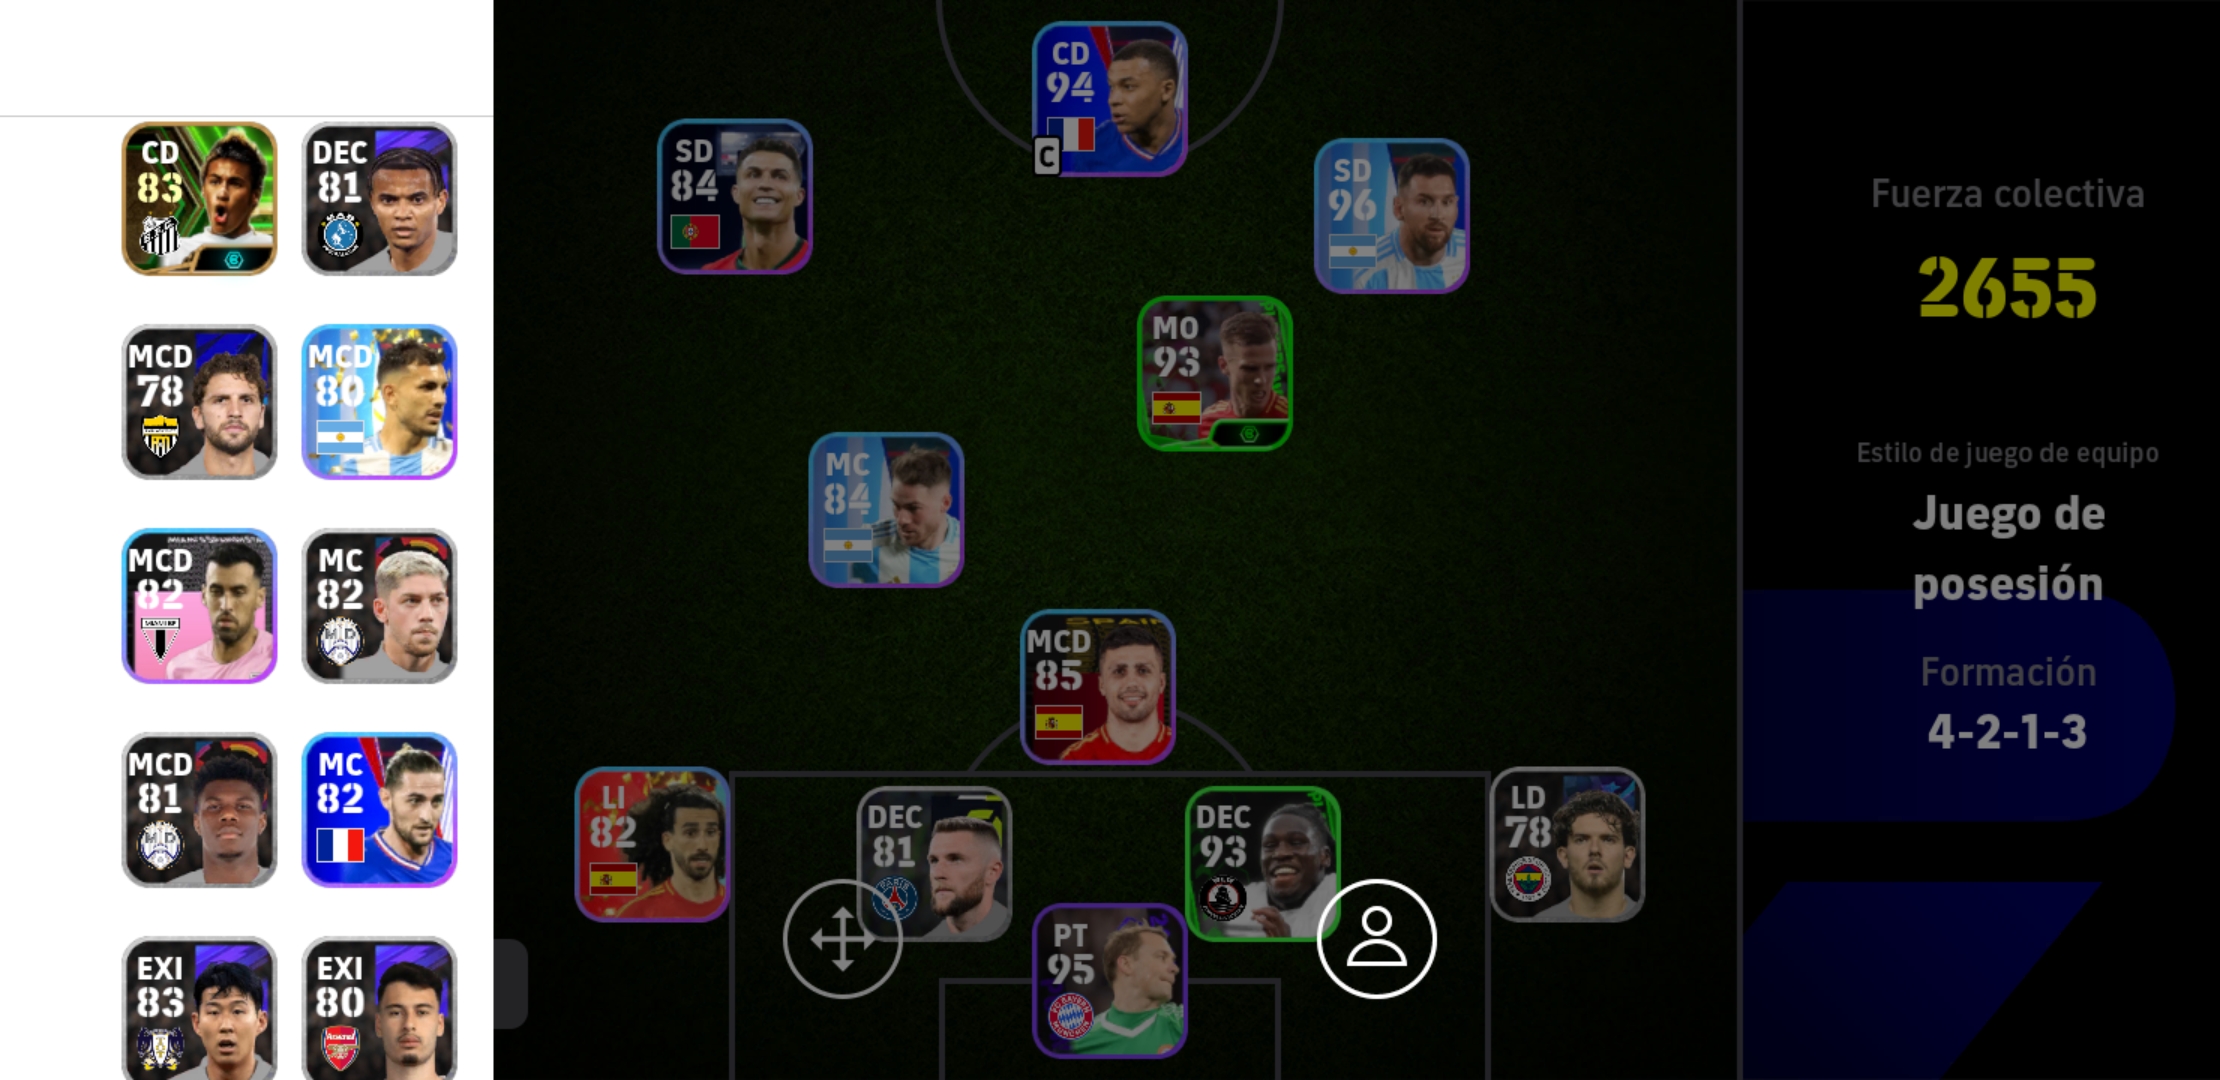 CD
83
DEC
81
MCD
78
MCD
80
MCD
82
MC
82
MCD
81
MC
82
EXI
83
EXI
80
CD
94
C
SD
84
SD
96
MO
93
MC
84
MCD
85
LI
82
DEC
81
DEC
93
LD
78
PT
95
Fuerza colectiva
2655
Estilo de juego de equipo
Juego de
posesión
Formación
4-2-1-3